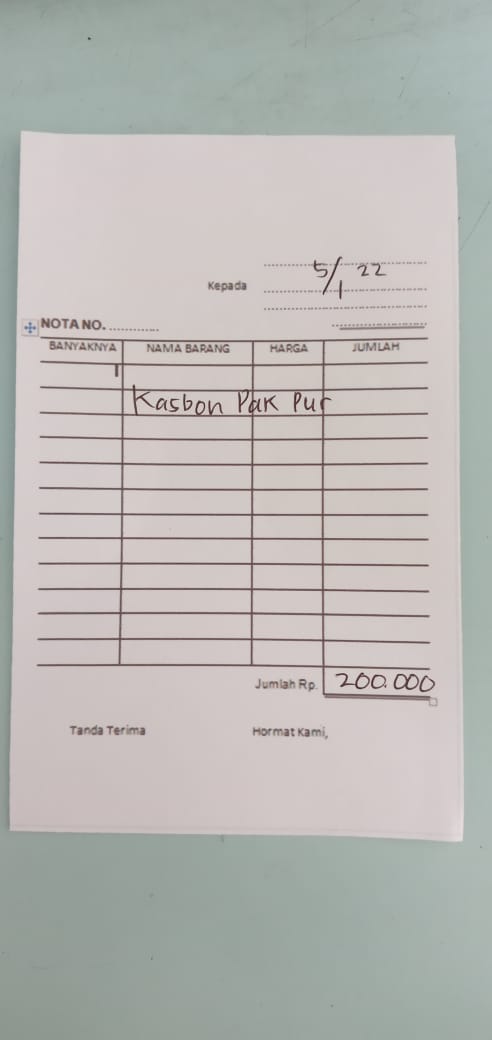 5/1 22
Kepada
NOTA NO. ............
BANYAKNYA NAMA BARANG HARGA JUMLAH
Kasbon Pak Pur
Jumlah Rp. 200.000
Tanda Terima Hormat Kami,